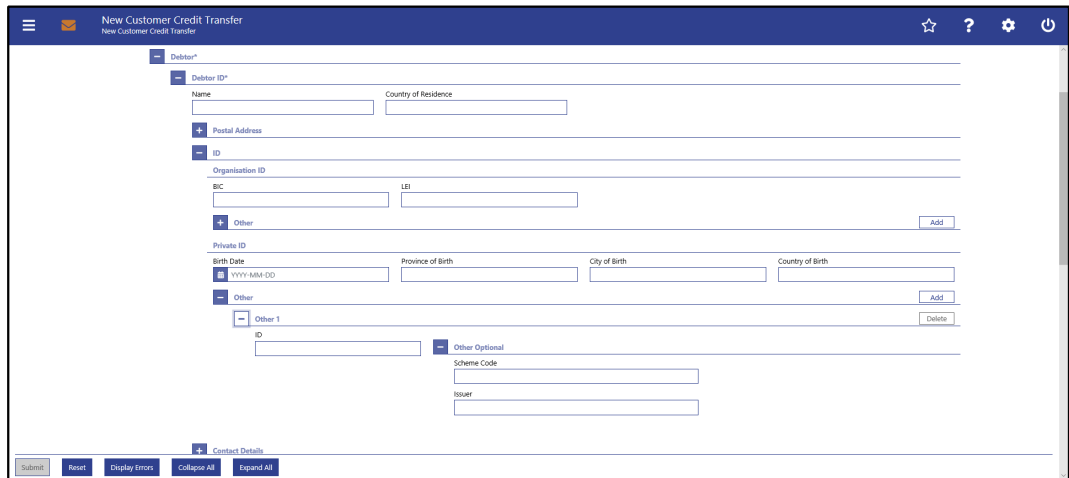 New Customer Credit Transfer
New Customer Credit Transfer
Debtor*
Debtor ID*
Name Country of Residence
Postal Address
ID
Organisation ID
BIC LEI
Other Add
Private ID
Birth Date Province of Birth City of Birth Country of Birth
YYYY-MM-DD
Other Add
Other 1 Delete
ID
Other Optional
Scheme Code
Issuer
Contact Details
Submit Reset Display Errors Collapse All Expand All